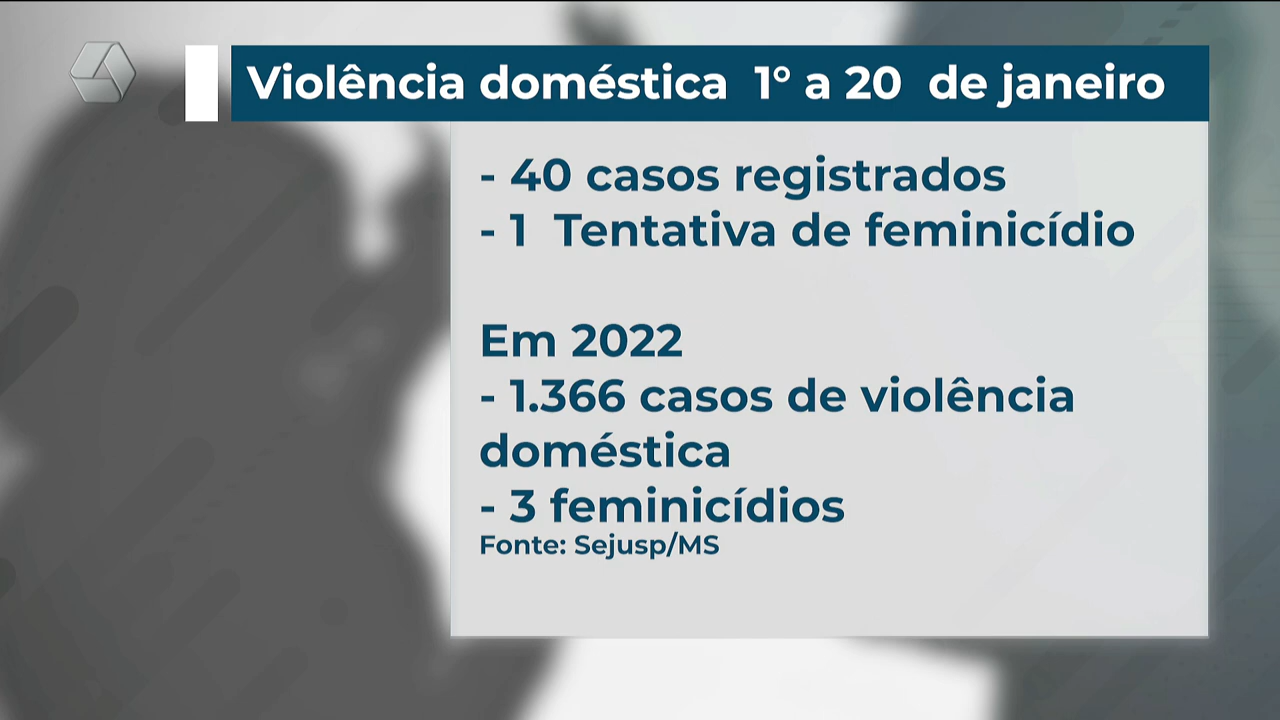 Violência doméstica 1º a 20 de janeiro
- 40 casos registrados
- 1 Tentativa de feminicídio
Em 2022
- 1.366 casos de violência
doméstica
- 3 feminicídios
Fonte: Sejusp/MS